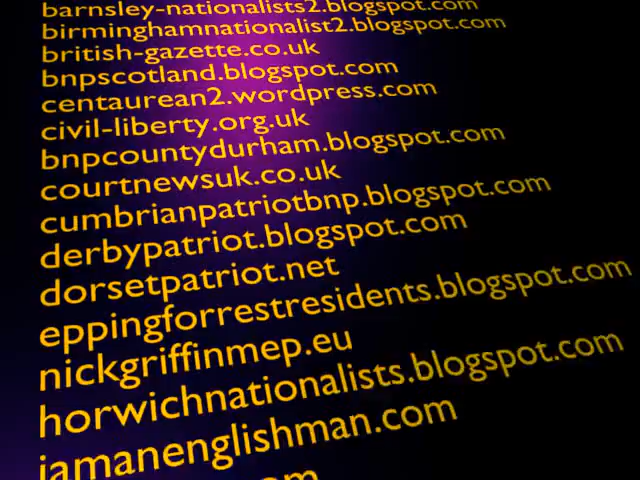 barnsley-nationalists2.blogspot.com
birminghamnationalist2.blogspot.com
british-gazette.co.uk
bnpscotland.blogspot.com
centaurean2.wordpress.com
civil-liberty.org.uk
bnpcountydurham.blogspot.com
courtnewsuk.co.uk
cumbrianpatriotbnp.blogspot.com
derbypatriot.blogspot.com
dorsetpatriot.net
eppingforrestresidents.blogspot.com
nickgriffinmep.eu
horwichnationalists.blogspot.com
iamanenglishman.com